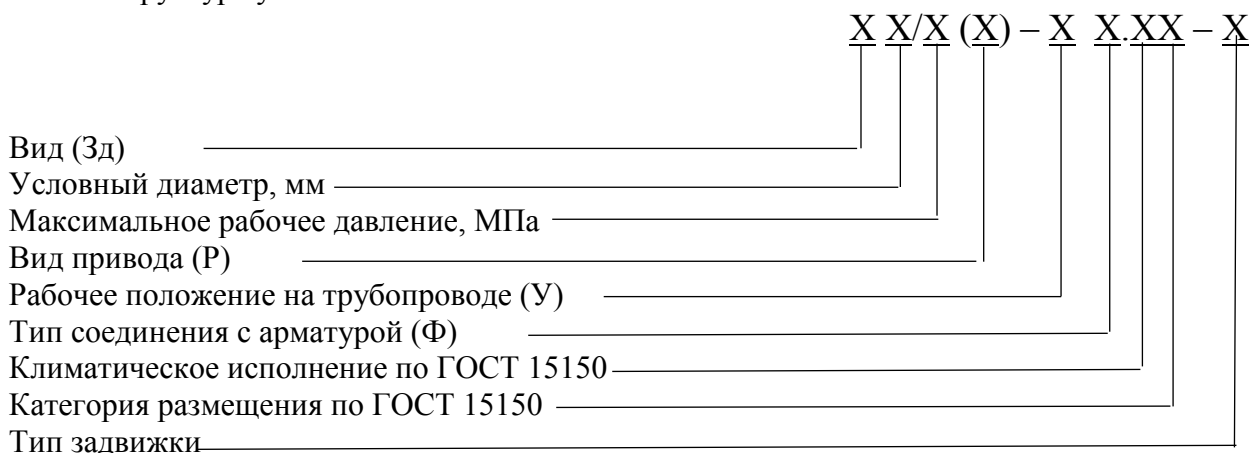 X X/X (X) – X X.XX – X
Вид (Зд)
Условный диаметр, мм
Максимальное рабочее давление, МПа
Вид привода (Р)
Рабочее положение на трубопроводе (У)
Тип соединения с арматурой (Ф)
Климатическое исполнение по ГОСТ 15150
Категория размещения по ГОСТ 15150
Тип задвижки